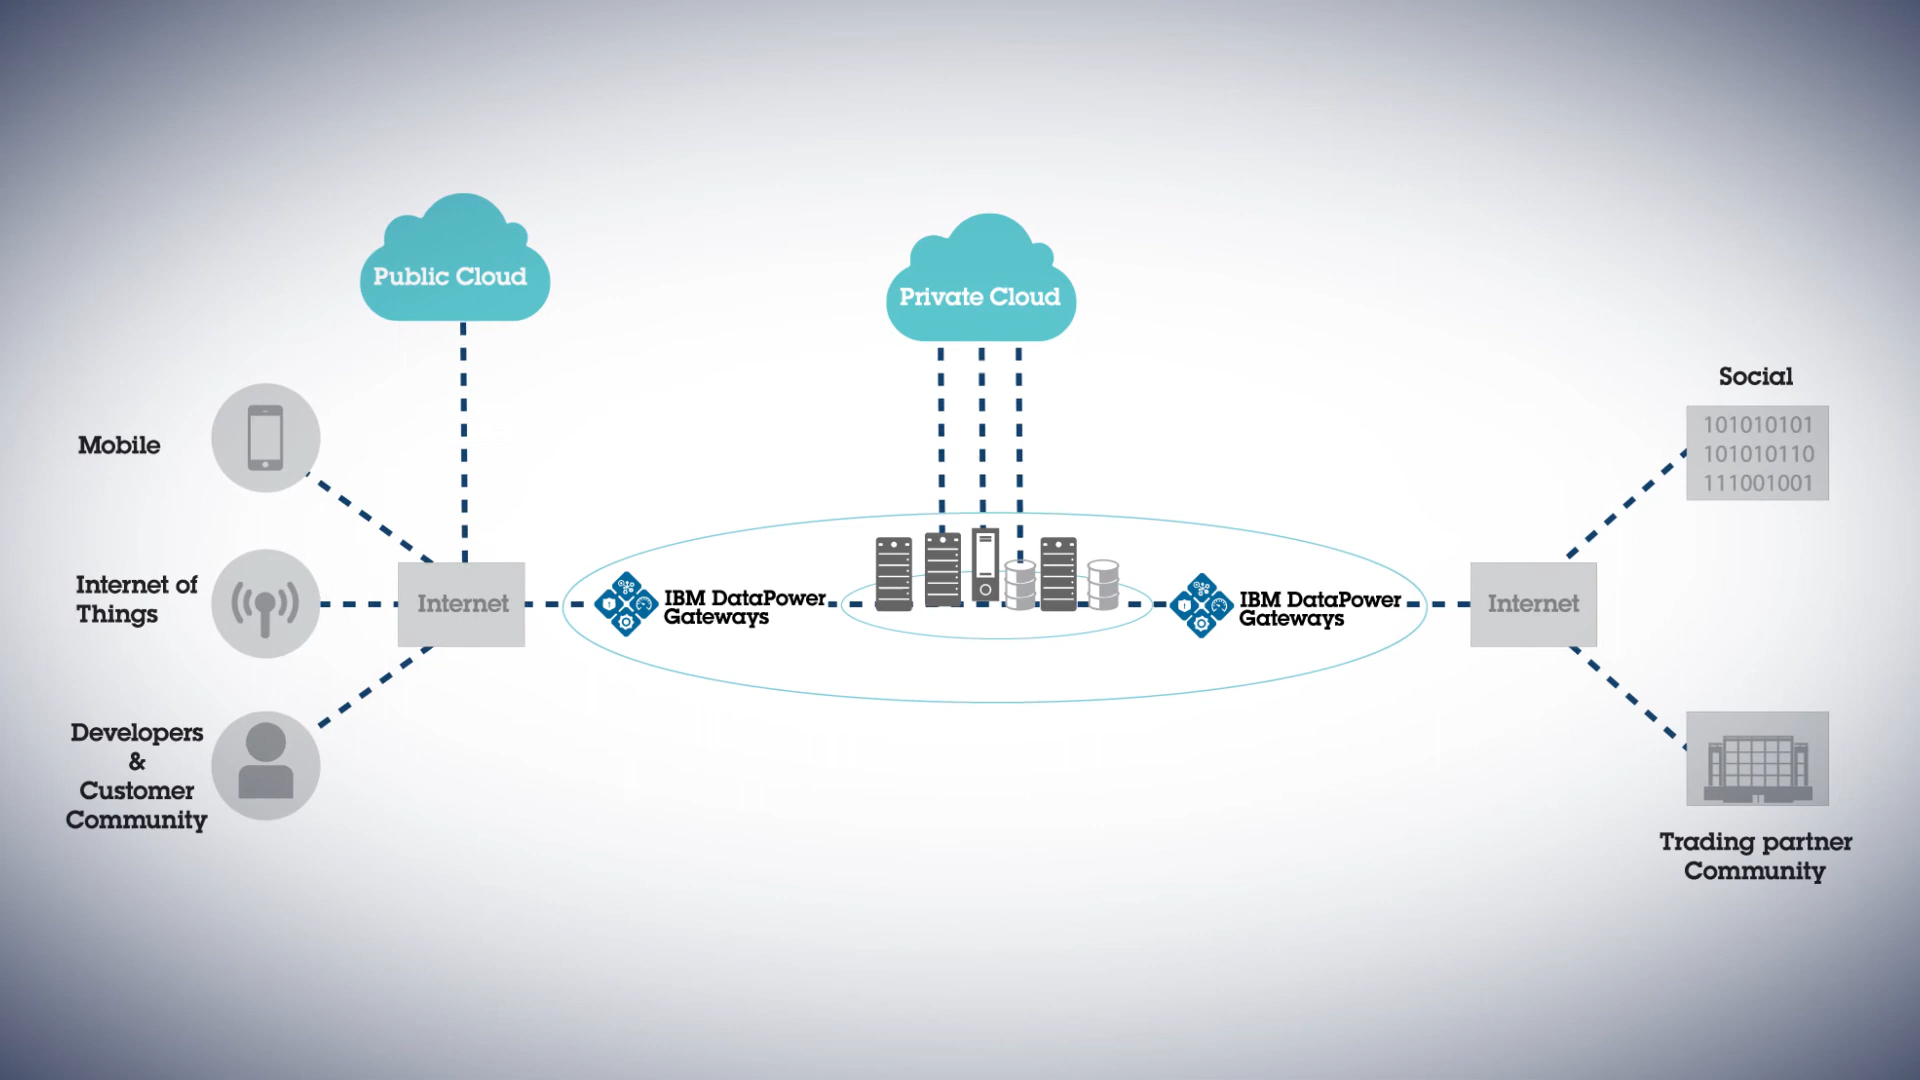 Public Cloud
Private Cloud
Social
101010101
101010110
111001001
Mobile
Internet of
Things
Internet
IBM DataPower
Gateways
IBM DataPower
Gateways
Internet
Developers
&
Customer
Community
Trading partner
Community